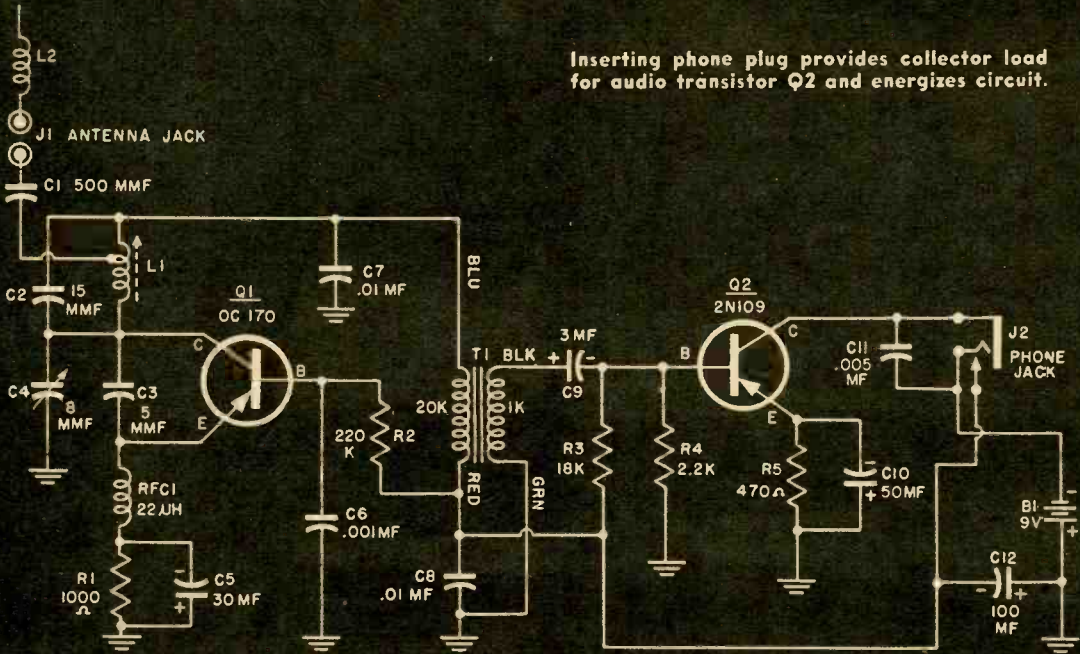 L2
Inserting phone plug provides collector load
for audio transistor Q2 and energizes circuit.
J1 ANTENNA JACK
C1 500 MMF
L1
C2
15
MMF
C7
.01 MF
BLU
Q1
OC 170
C
B
E
C4
8
MMF
C3
5
MMF
220
K
R2
T1
BLK
20K
1K
RED
GRN
3 MF
+
-
C9
Q2
2N109
B
C
E
C11
.005
MF
J2
PHONE
JACK
R3
18K
R4
2.2K
R5
470Ω
-
+
C10
50MF
RFC1
22UH
C6
.001MF
R1
1000
Ω
-
+
C5
30 MF
C8
.01 MF
B1
9V
-
+
C12
-
+
100
MF